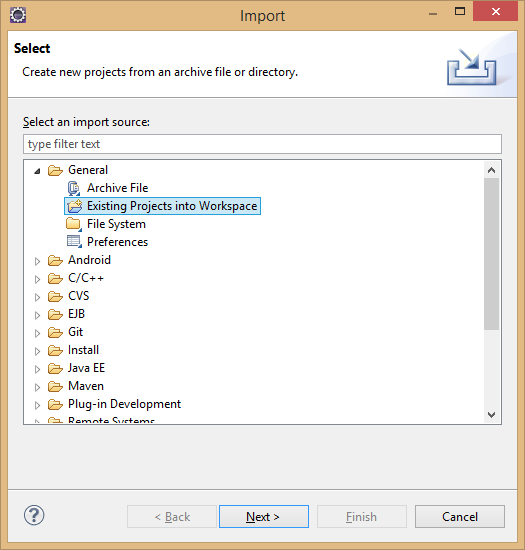 Import
Select
Create new projects from an archive file or directory.
Select an import source:
type filter text
General
Archive File
Existing Projects into Workspace
File System
Preferences
Android
C/C++
CVS
EJB
Git
Install
Java EE
Maven
Plug-in Development
Remote Systems
? < Back Next > Finish Cancel